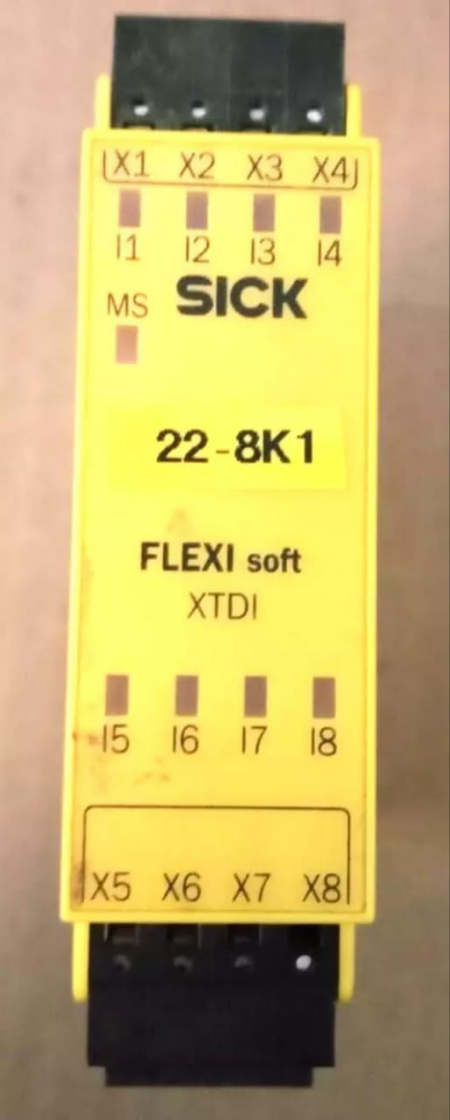 X1 X2 X3 X4
I1 I2 I3 I4
MS SICK
22-8K1
FLEXI soft
XTDI
I5 I6 I7 I8
X5 X6 X7 X8